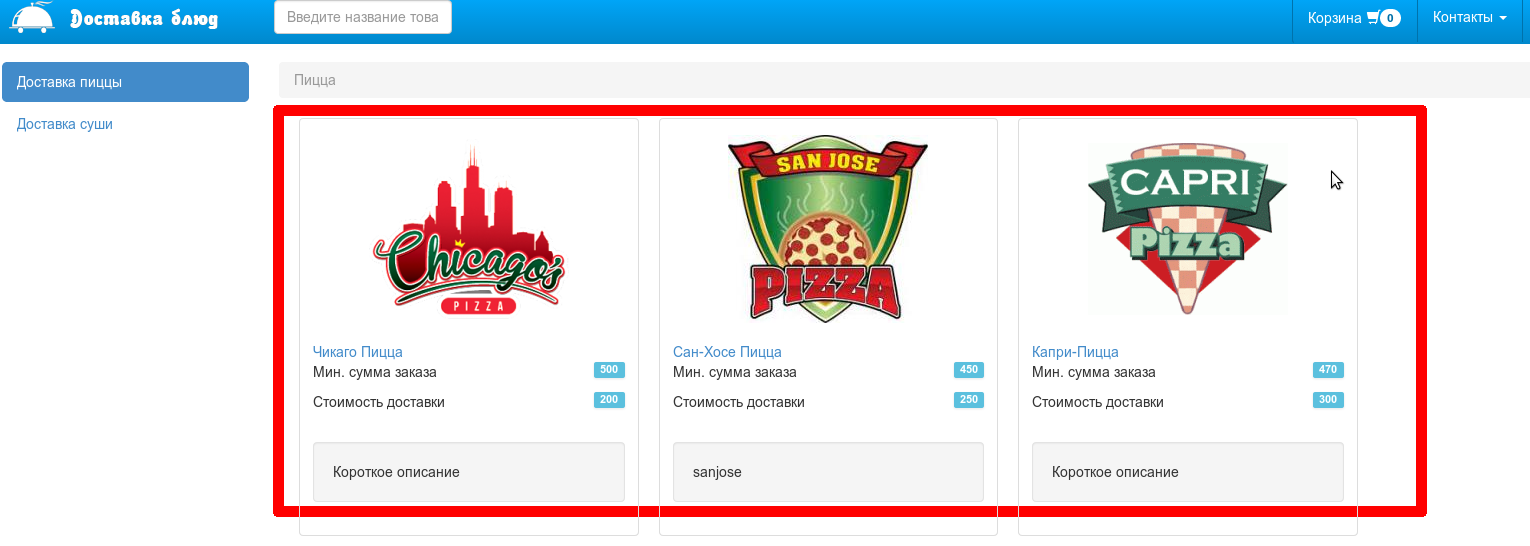 Доставка блюд
Введите название това
Корзина 0
Контакты
Доставка пиццы
Доставка суши
Пицца
Chicago's
PIZZA
SAN JOSE
PIZZA
CAPRI
Pizza
Чикаго Пицца
Мин. сумма заказа 500
Стоимость доставки 200
Короткое описание
Сан-Хосе Пицца
Мин. сумма заказа 450
Стоимость доставки 250
sanjose
Капри-Пицца
Мин. сумма заказа 470
Стоимость доставки 300
Короткое описание